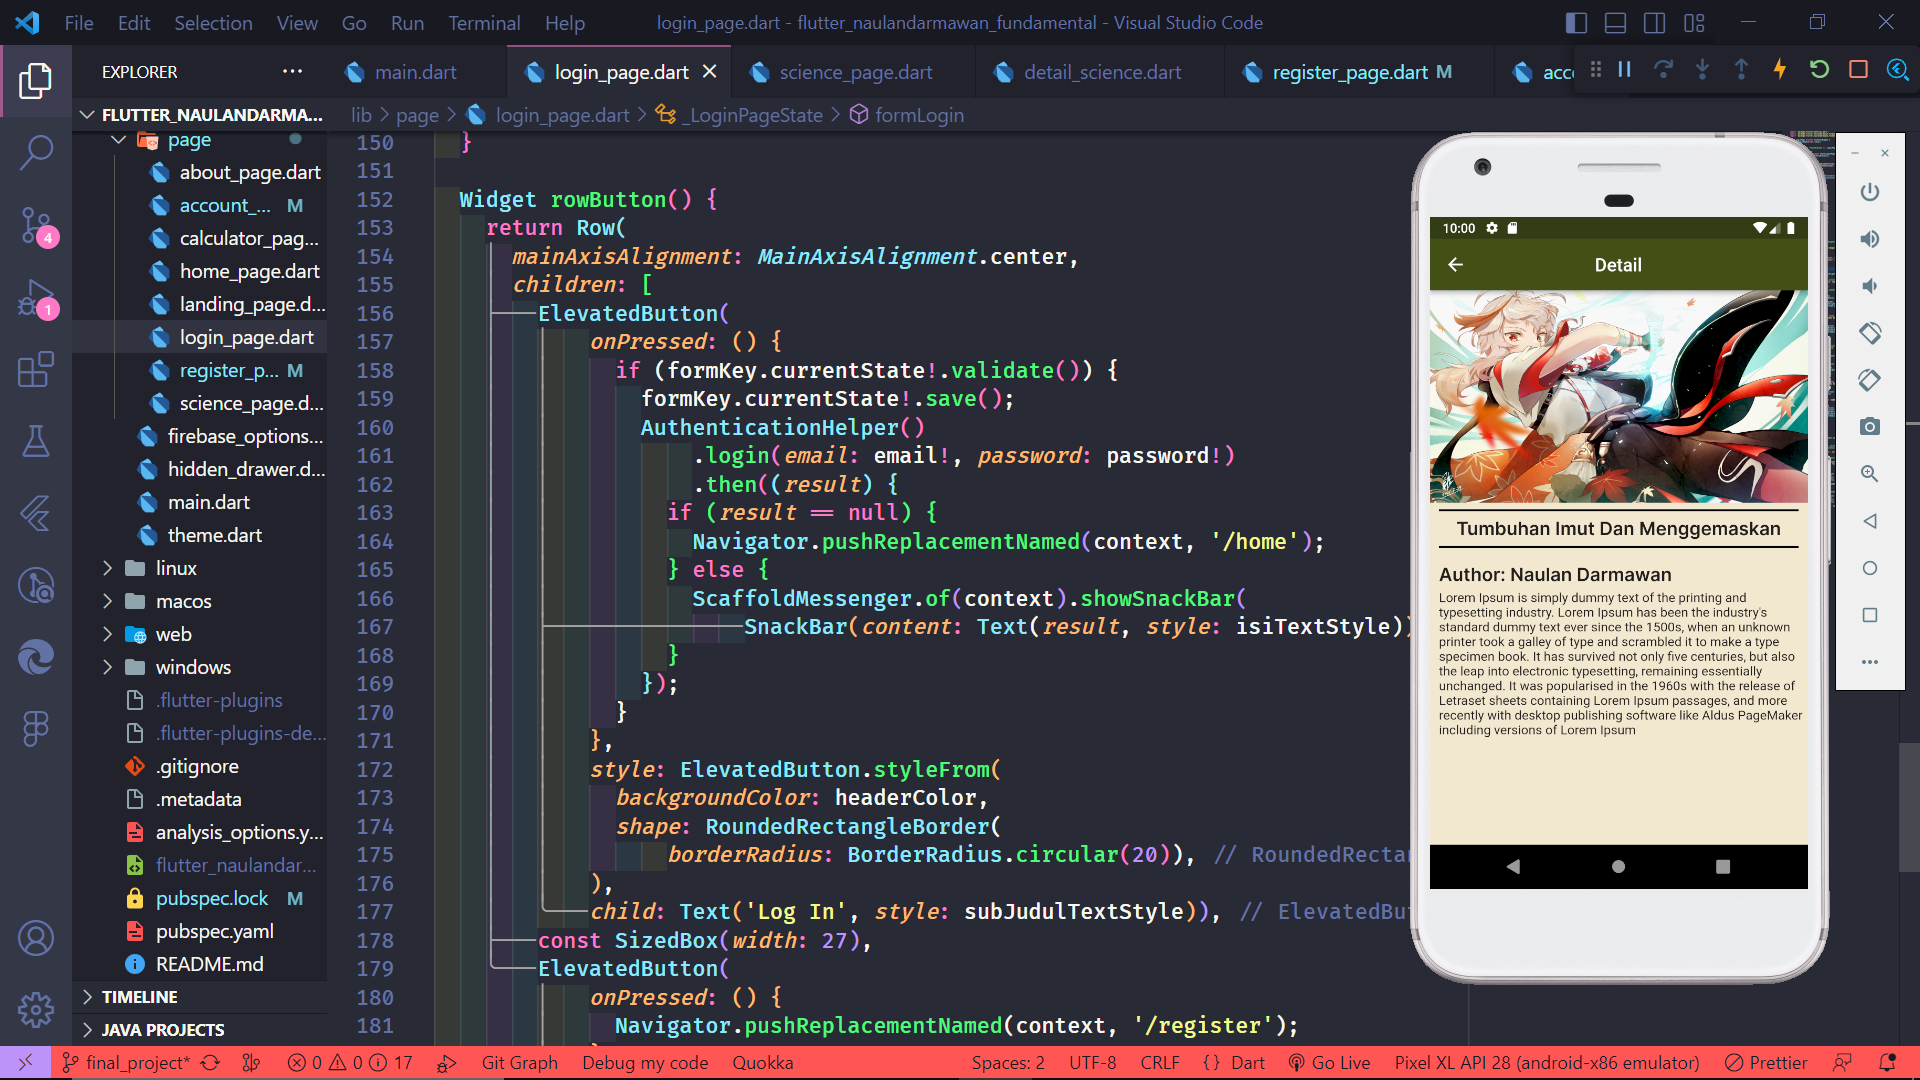 File Edit Selection View Go Run Terminal Help
login_page.dart - flutter_naulandarmawan_fundamental - Visual Studio Code
EXPLORER
main.dart
login_page.dart
science_page.dart
detail_science.dart
register_page.dart M
acc
FLUTTER_NAULANDARMA...
lib > page > login_page.dart > _LoginPageState > formLogin
page
about_page.dart
account_... M
calculator_pag...
home_page.dart
landing_page.d...
login_page.dart
register_p... M
science_page.d...
firebase_options...
hidden_drawer.d...
main.dart
theme.dart
linux
macos
web
windows
.flutter-plugins
.flutter-plugins-de...
.gitignore
.metadata
analysis_options.y...
flutter_naulandar...
pubspec.lock M
pubspec.yaml
README.md
TIMELINE
JAVA PROJECTS
4
1
150 }
151
152 Widget rowButton() {
153 return Row(
154 mainAxisAlignment: MainAxisAlignment.center,
155 children: [
156 ElevatedButton(
157 onPressed: () {
158 if (formKey.currentState!.validate()) {
159 formKey.currentState!.save();
160 AuthenticationHelper()
161 .login(email: email!, password: password!)
162 .then((result) {
163 if (result == null) {
164 Navigator.pushReplacementNamed(context, '/home');
165 } else {
166 ScaffoldMessenger.of(context).showSnackBar(
167 SnackBar(content: Text(result, style: isiTextStyle))
168 }
169 });
170 }
171 },
172 style: ElevatedButton.styleFrom(
173 backgroundColor: headerColor,
174 shape: RoundedRectangleBorder(
175 borderRadius: BorderRadius.circular(20)), // RoundedRectan
176 ),
177 child: Text('Log In', style: subJudulTextStyle)), // ElevatedBut
178 const SizedBox(width: 27),
179 ElevatedButton(
180 onPressed: () {
181 Navigator.pushReplacementNamed(context, '/register');
10:00
Detail
Tumbuhan Imut Dan Menggemaskan
Author: Naulan Darmawan
Lorem Ipsum is simply dummy text of the printing and
typesetting industry. Lorem Ipsum has been the industry's
standard dummy text ever since the 1500s, when an unknown
printer took a galley of type and scrambled it to make a type
specimen book. It has survived not only five centuries, but also
the leap into electronic typesetting, remaining essentially
unchanged. It was popularised in the 1960s with the release of
Letraset sheets containing Lorem Ipsum passages, and more
recently with desktop publishing software like Aldus PageMaker
including versions of Lorem Ipsum
final_project* 0 0 17 Git Graph Debug my code Quokka Spaces: 2 UTF-8 CRLF {} Dart Go Live Pixel XL API 28 (android-x86 emulator) Prettier